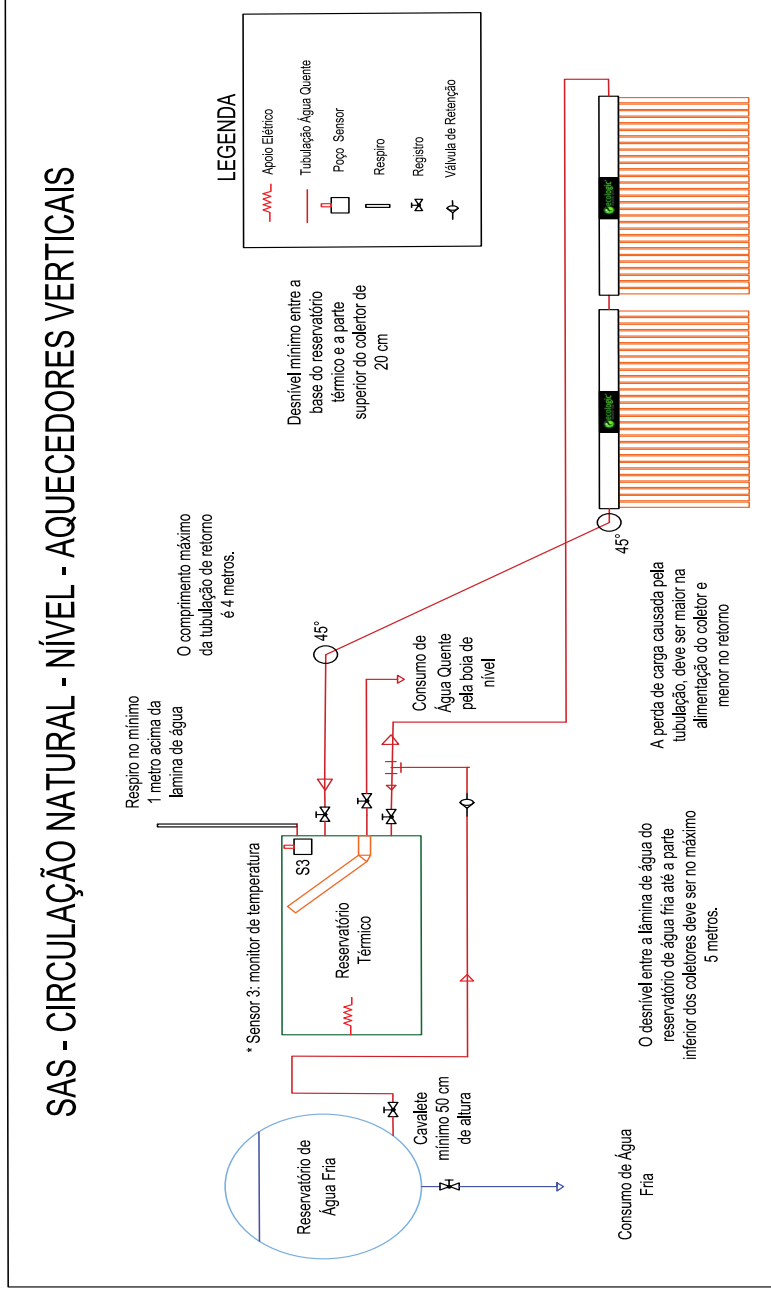 SAS - CIRCULAÇÃO NATURAL - NÍVEL - AQUECEDORES VERTICAIS
LEGENDA
Apoio Elétrico
Tubulação Água Quente
Poço Sensor
Respiro
Registro
Válvula de Retenção
Respiro no mínimo
1 metro acima da
lamina de água
O comprimento máximo
da tubulação de retorno
é 4 metros.
Desnível mínimo entre a
base do reservatório
térmico e a parte
superior do colertor de
20 cm
* Sensor 3: monitor de temperatura
S3
Reservatório
Térmico
45°
Consumo de
Água Quente
pela boia de
nível
Reservatório de
Água Fria
Cavalete
mínimo 50 cm
de altura
45°
ecologic
ecologic
Consumo de Água
Fria
O desnível entre a lâmina de água do
reservatório de água fria até a parte
inferior dos coletores deve ser no máximo
5 metros.
A perda de carga causada pela
tubulação, deve ser maior na
alimentação do coletor e
menor no retorno